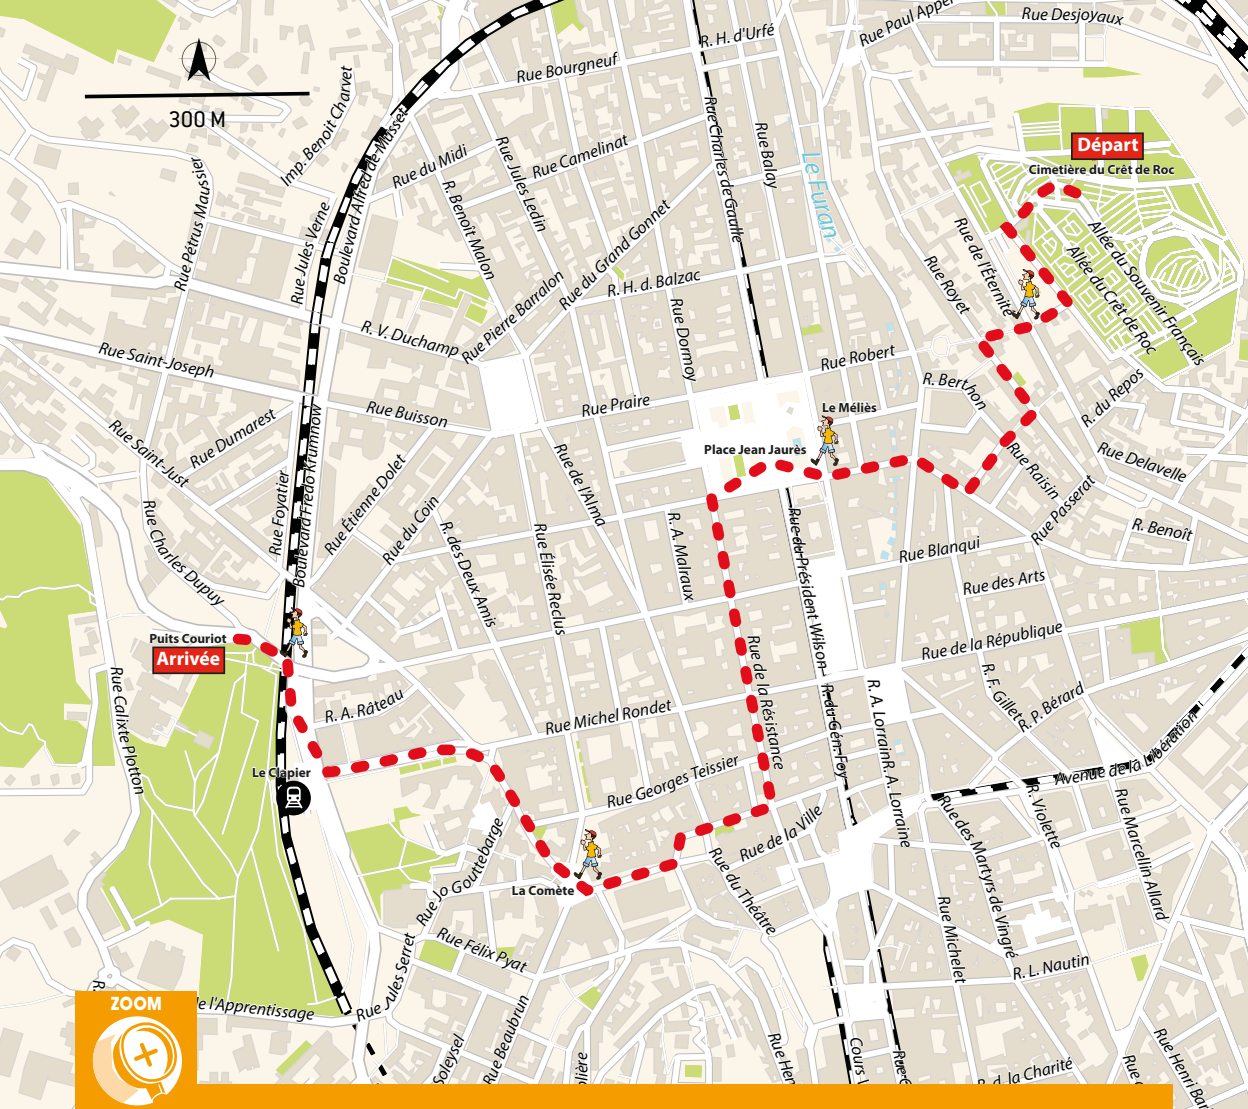 Rue Paul Appel
Rue Desjoyaux
R. H. d'Urfé
Rue Bourgneuf
300 M
Imp. Benoit Charvet
Boulevard Alfred de Musset
Rue Charles de Gaulle
Rue Balay
Le Furan
Départ
Cimetière du Crêt de Roc
Rue du Midi
Rue Jules Ledin
Rue Camelinat
R. Benoît Malon
Rue Pétrus Maussier
Rue Jules Verne
Rue du Grand Gonnet
Rue Pierre Barralon
R. H. d. Balzac
Rue Dormoy
Rue de l'Éternité
Rue Royet
Allée du Souvenir Français
Allée du Crêt de Roc
R. V. Duchamp
Rue Saint-Joseph
Rue Robert
R. Berthon
R. du Repos
Rue Buisson
Rue Praire
Le Méliès
Place Jean Jaurès
Rue Dumarest
Rue Saint-Just
Rue Foyatier
Boulevard Fredo Krumnow
Rue Étienne Dolet
Rue du Coin
Rue de l'Alma
Rue Raisin
Rue Delavelle
Rue Passerat
R. Benoît
Rue Charles Dupuy
R. des Deux Amis
Rue Élisée Reclus
R. A. Malraux
Rue du Président Wilson
Rue Blanqui
Rue des Arts
Puits Couriot
Arrivée
Rue de la Résistance
Rue de la République
Rue Calixte Plotton
R. A. Râteau
Rue Michel Rondet
R. du Gén. Foy
R. A. Lorraine
R. A. Lorraine
R. F. Gillet
R. P. Bérard
Avenue de la Libération
Le Clapier
Rue Georges Teissier
Rue de la Ville
Rue des Martyrs de Vingré
R. Violette
Rue Marcellin Allard
Rue Jo Gouttebarge
La Comète
Rue du Théâtre
Rue Félix Pyat
Rue Jules Serret
Rue Michelet
R. L. Nautin
R.
de l'Apprentissage
ZOOM
Soleysel
Rue Beaubrun
olière
Rue Hen
Cours
Rue
R. d. la Charité
Rue
Rue Henri Bar